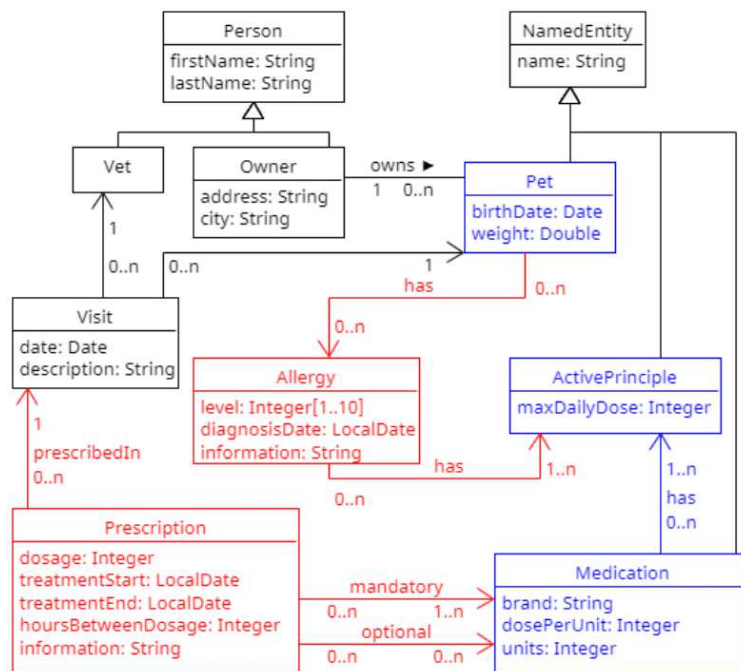 Person
firstName: String
lastName: String
NamedEntity
name: String
Vet
Owner
address: String
city: String
owns ►
1 0..n
Pet
birthDate: Date
weight: Double
1
0..n
0..n
1
has
0..n
0..n
Visit
date: Date
description: String
Allergy
level: Integer[1..10]
diagnosisDate: LocalDate
information: String
ActivePrinciple
maxDailyDose: Integer
1
prescribedIn
0..n
has
0..n
1..n
1..n
has
0..n
Prescription
dosage: Integer
treatmentStart: LocalDate
treatmentEnd: LocalDate
hoursBetweenDosage: Integer
information: String
mandatory
0..n 1..n
optional
0..n 0..n
Medication
brand: String
dosePerUnit: Integer
units: Integer